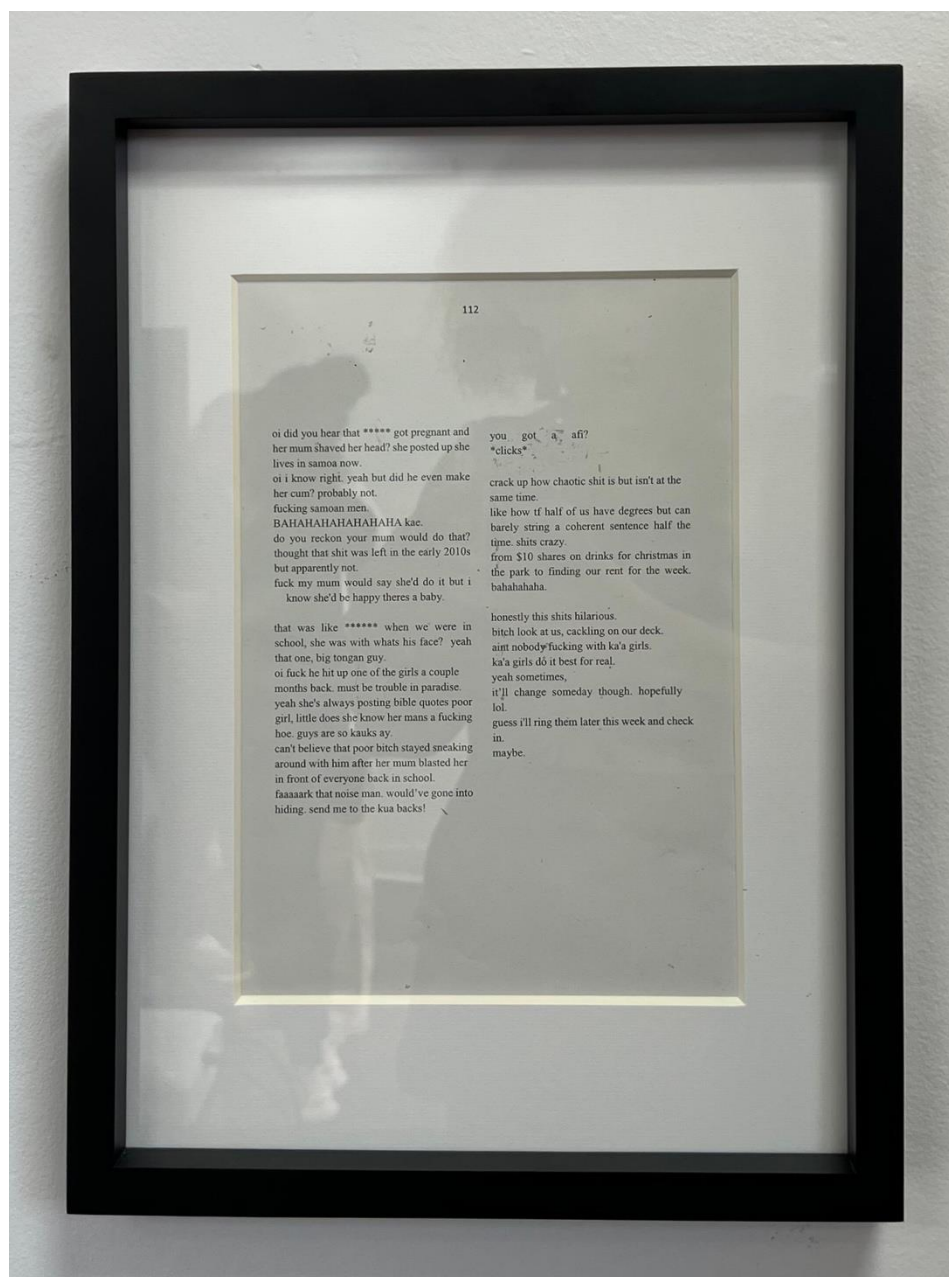 112
oi did you hear that ***** got pregnant and
her mum shaved her head? she posted up she
lives in samoa now.
oi i know right. yeah but did he even make
her cum? probably not.
fucking samoan men.
BAHAHAHAHAHAHAHA kae.
do you reckon your mum would do that?
thought that shit was left in the early 2010s
but apparently not.
fuck my mum would say she'd do it but i
know she'd be happy theres a baby.
that was like ****** when we were in
school, she was with whats his face? yeah
that one, big tongan guy.
oi fuck he hit up one of the girls a couple
months back. must be trouble in paradise.
yeah she's always posting bible quotes poor
girl, little does she know her mans a fucking
hoe. guys are so kauks ay.
can't believe that poor bitch stayed sneaking
around with him after her mum blasted her
in front of everyone back in school.
faaaaark that noise man. would've gone into
hiding. send me to the kua backs!
you got a afi?
*clicks*
crack up how chaotic shit is but isn't at the
same time.
like how tf half of us have degrees but can
barely string a coherent sentence half the
time. shits crazy.
from $10 shares on drinks for christmas in
the park to finding our rent for the week.
bahahahaha.
honestly this shits hilarious.
bitch look at us, cackling on our deck.
aint nobody fucking with ka'a girls.
ka'a girls do it best for real.
yeah sometimes,
it'll change someday though. hopefully
lol.
guess i'll ring them later this week and check
in.
maybe.